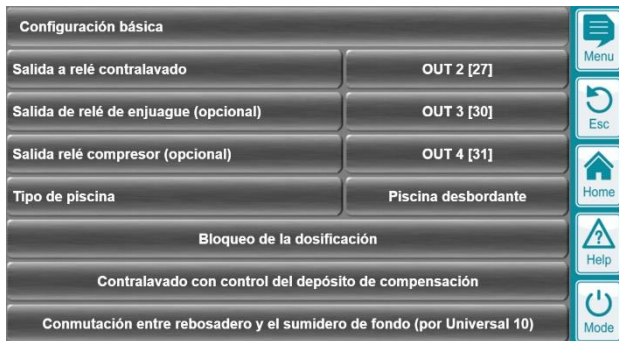 Configuración básica
Salida a relé contralavado OUT 2 [27]
Salida de relé de enjuague (opcional) OUT 3 [30]
Salida relé compresor (opcional) OUT 4 [31]
Tipo de piscina Piscina desbordante
Bloqueo de la dosificación
Contralavado con control del depósito de compensación
Conmutación entre rebosadero y el sumidero de fondo (por Universal 10)
Menu
Esc
Home
?
Help
Mode